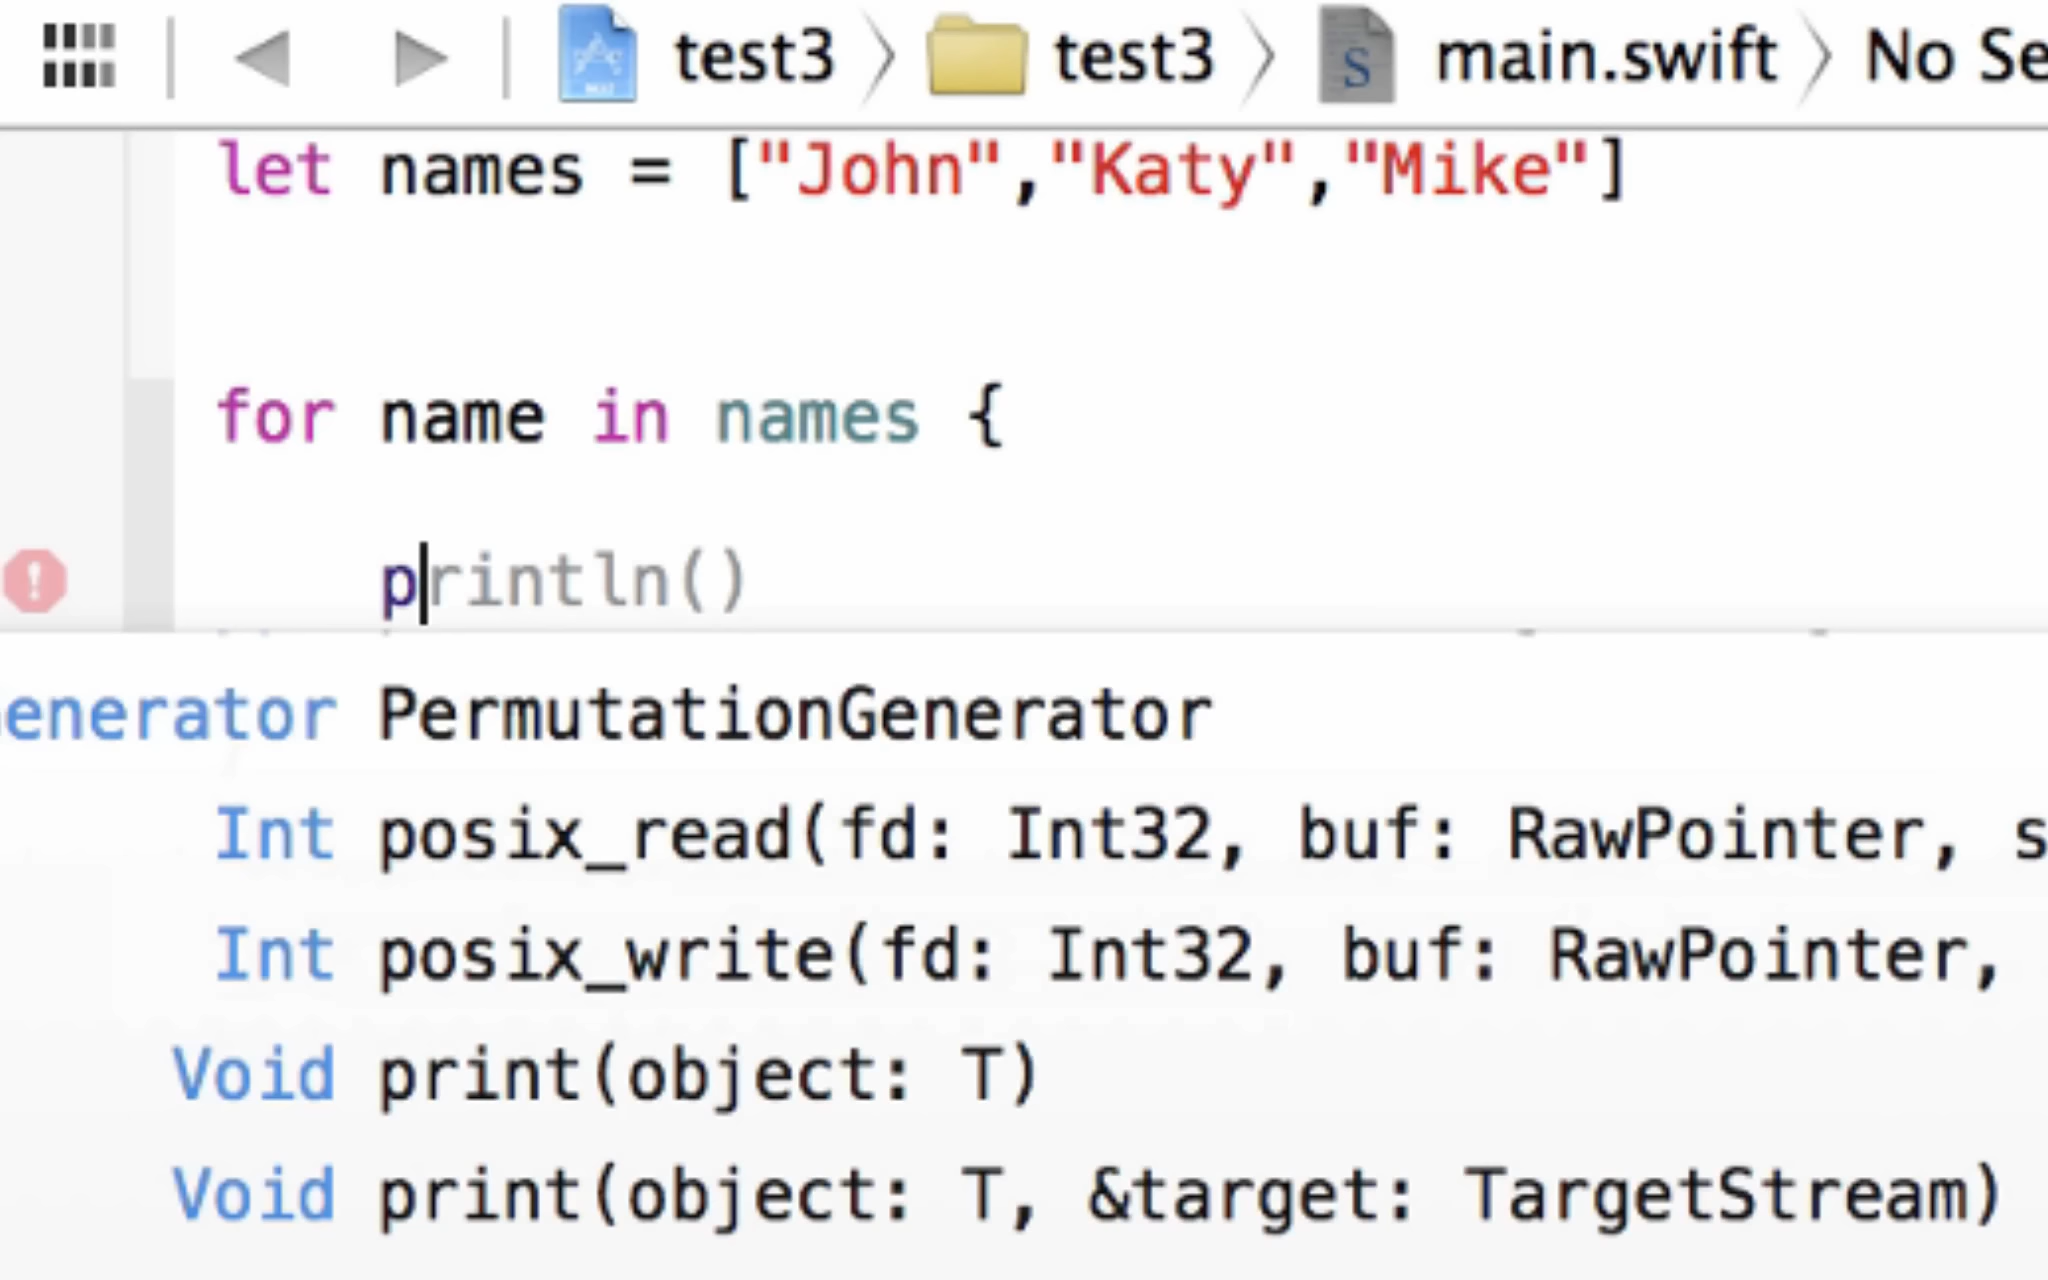 test3 test3 main.swift No Se
let names = ["John","Katy","Mike"]
for name in names {
println()
enerator PermutationGenerator
Int posix_read(fd: Int32, buf: RawPointer, s
Int posix_write(fd: Int32, buf: RawPointer,
Void print(object: T)
Void print(object: T, &target: TargetStream)